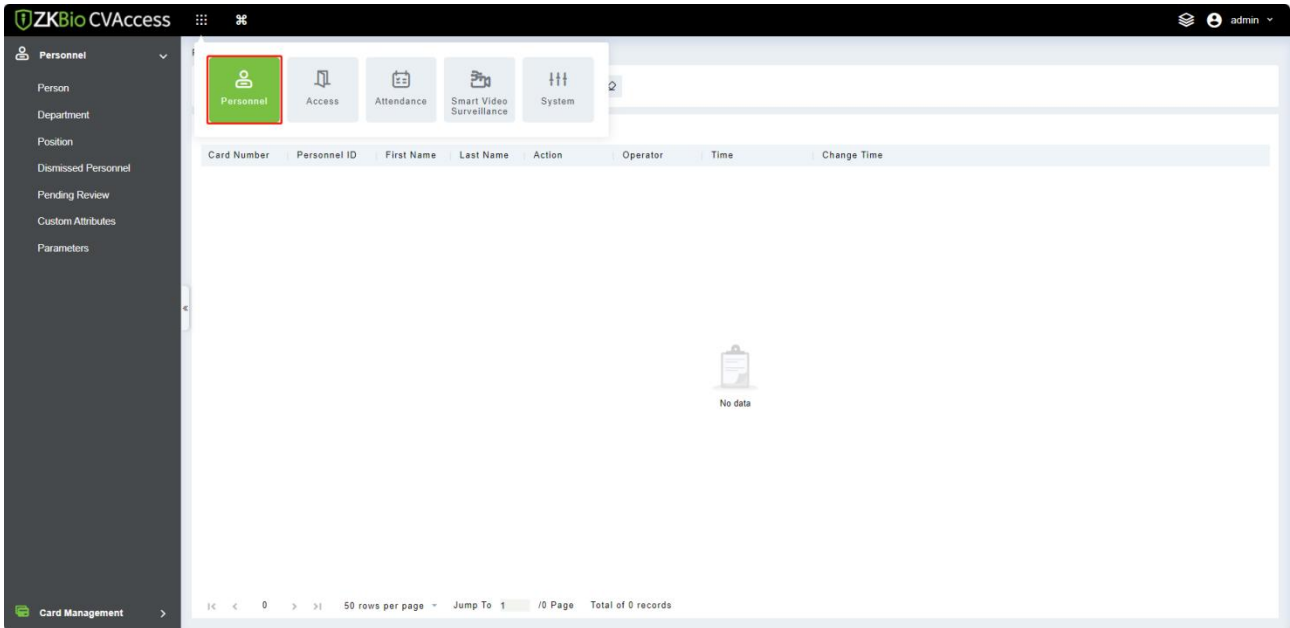 ZKBio CVAccess
admin
Personnel
Person
Department
Position
Dismissed Personnel
Pending Review
Custom Attributes
Parameters
Card Management
Personnel
Access
Attendance
Smart Video
Surveillance
System
Card Number Personnel ID First Name Last Name Action Operator Time Change Time
No data
0 50 rows per page Jump To 1 /0 Page Total of 0 records